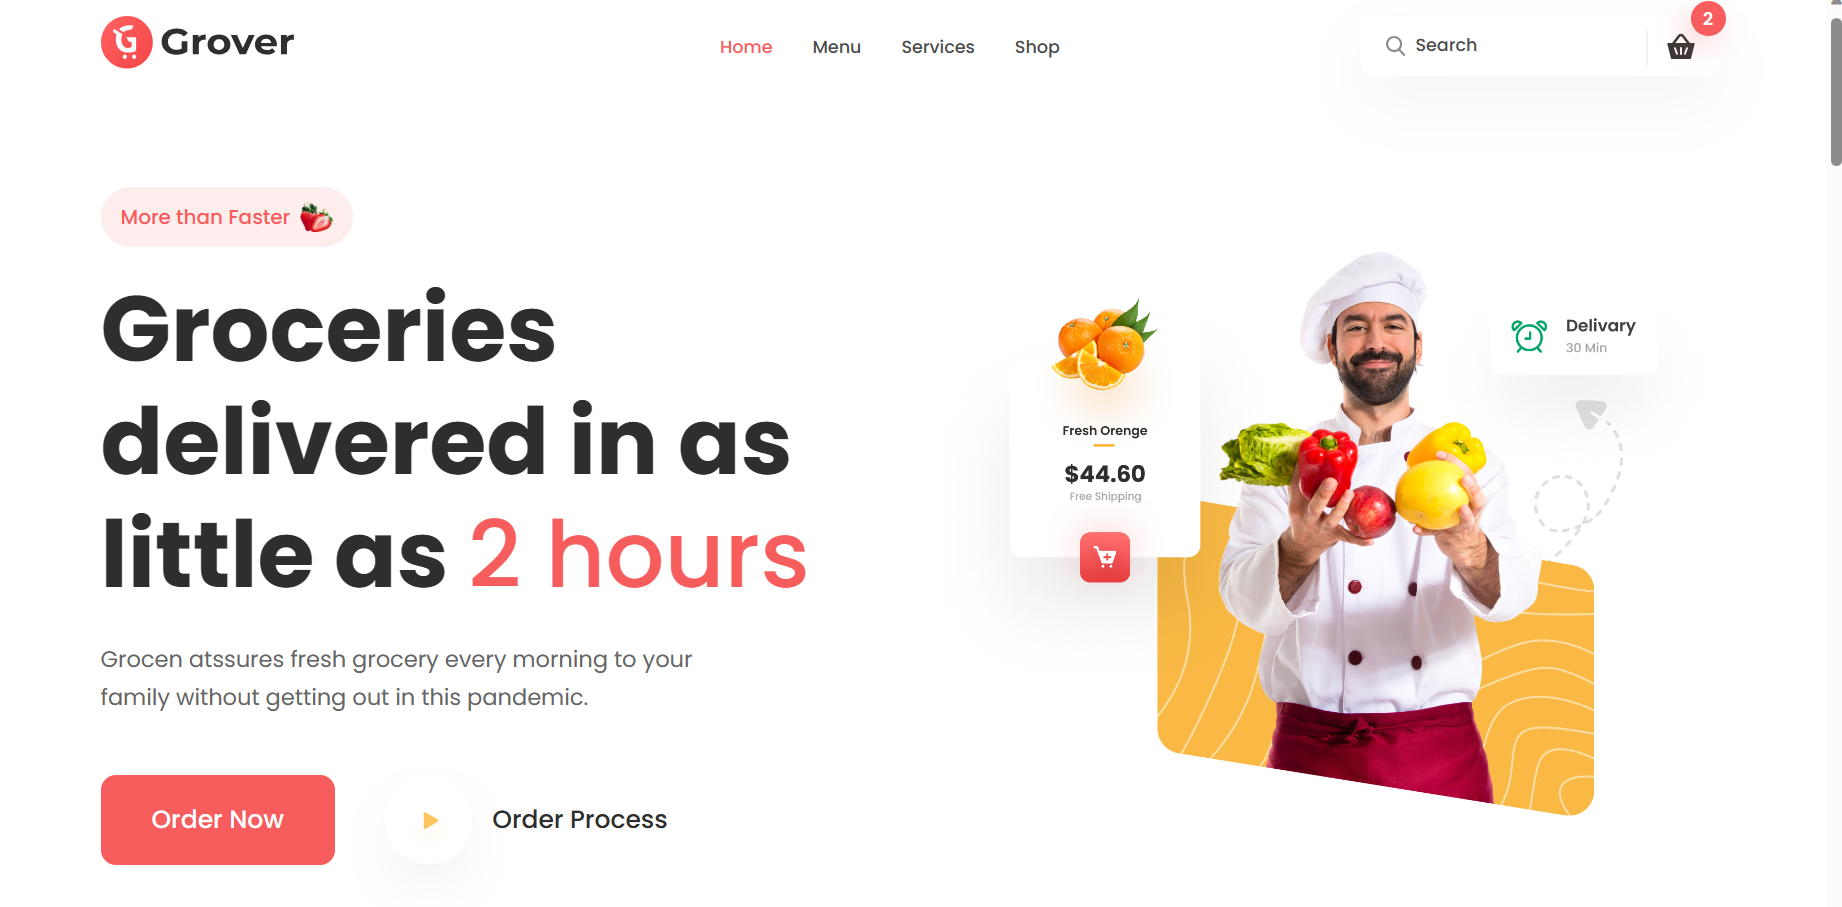 Grover
Home Menu Services Shop
Search
2
More than Faster
Groceries
delivered in as
little as 2 hours
Grocen atssures fresh grocery every morning to your
family without getting out in this pandemic.
Order Now
Order Process
Fresh Orenge
$44.60
Free Shipping
Delivary
30 Min